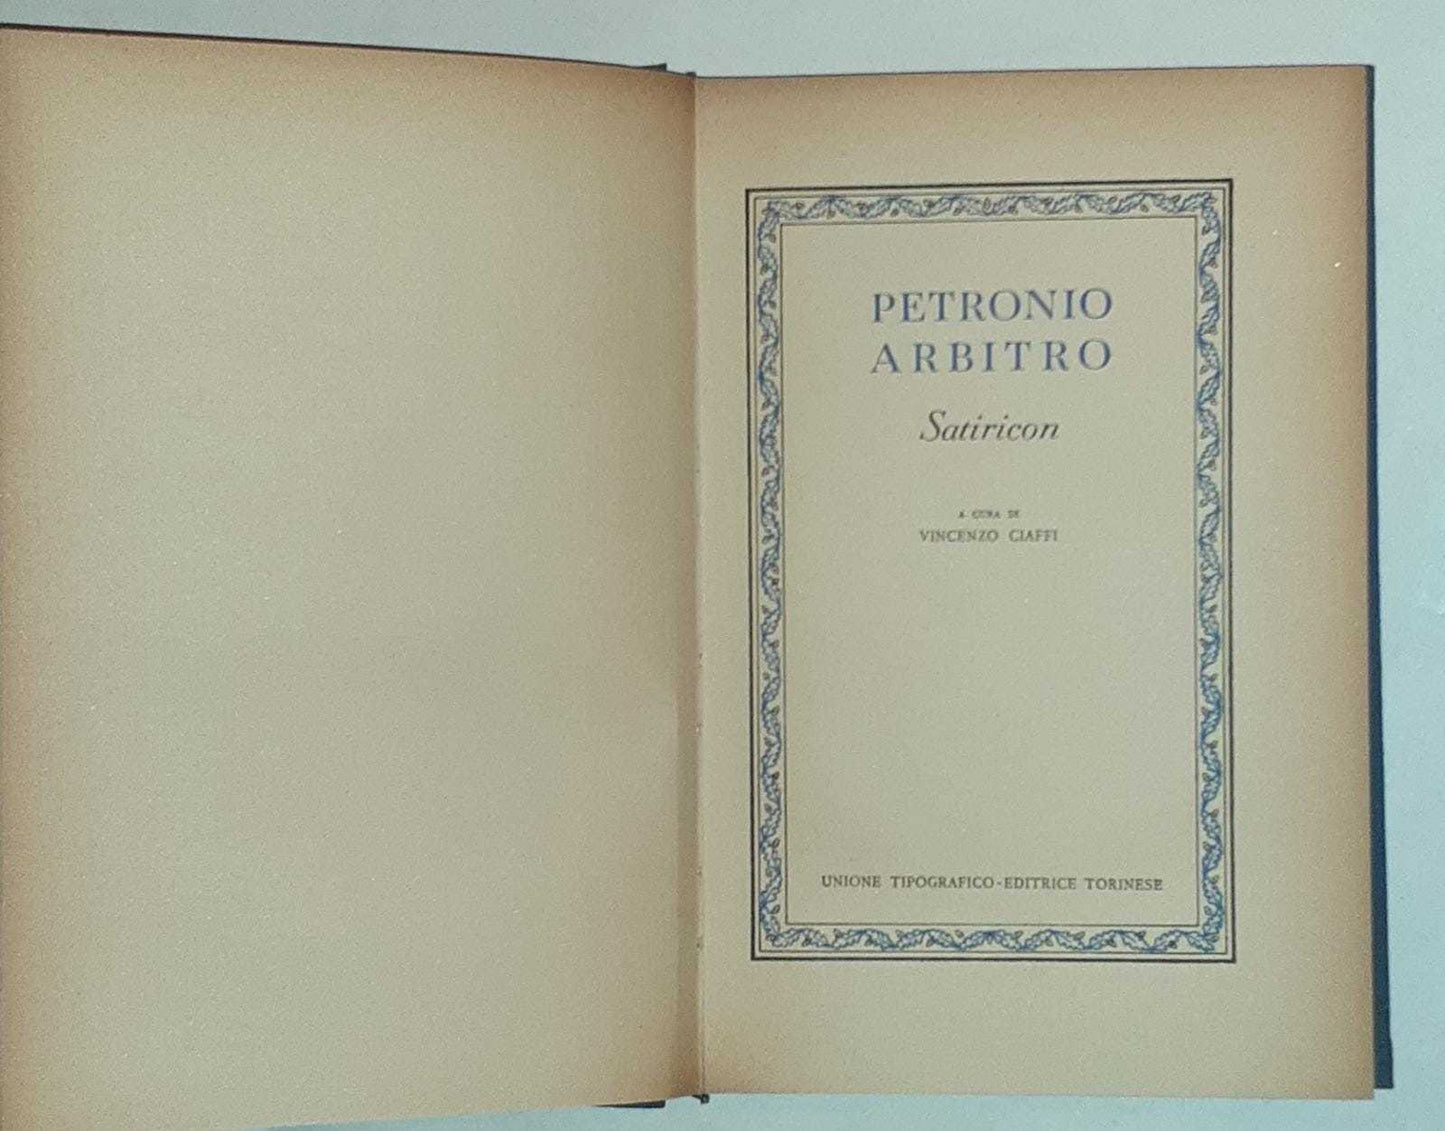 PETRONIO
ARBITRO
Satiricon
A CURA DI
VINCENZO CIAFFI
UNIONE TIPOGRAFICO-EDITRICE TORINESE